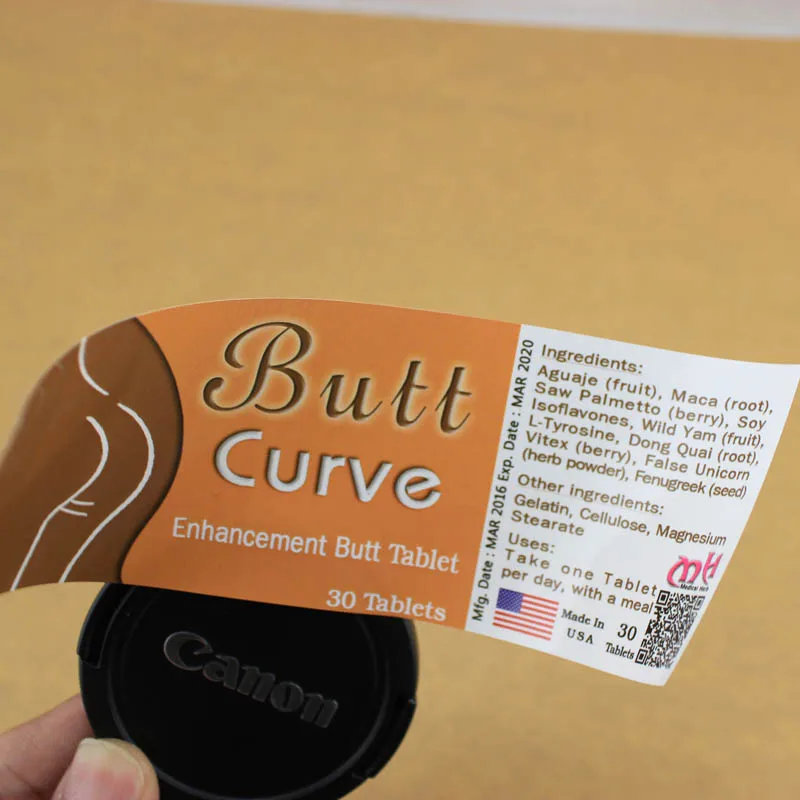 Butt
Curve
Enhancement Butt Tablet
30 Tablets
Mfg. Date : MAR 2016 Exp. Date : MAR 2020
Ingredients:
Aguaje (fruit), Maca (root),
Saw Palmetto (berry), Soy
Isoflavones, Wild Yam (fruit),
L-Tyrosine, Dong Quai (root),
Vitex (berry), False Unicorn
(herb powder), Fenugreek (seed)
Other ingredients:
Gelatin, Cellulose, Magnesium
Stearate
Uses:
Take one Tablet
per day, with a meal
MH
Medical Herb
Made In
USA
30
Tablets
Canon